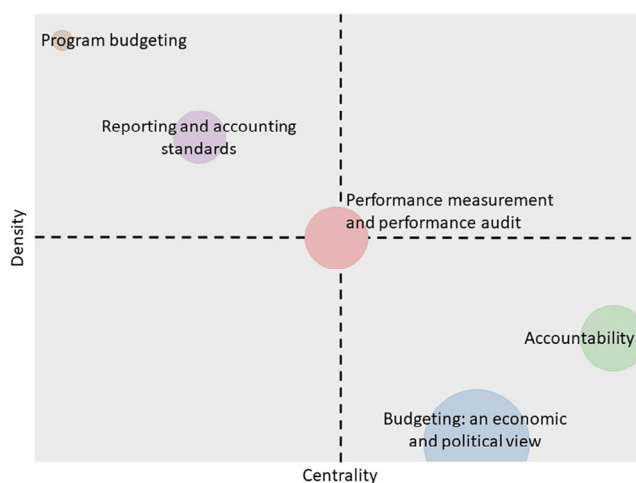 Program budgeting
Reporting and accounting
standards
Performance measurement
and performance audit
Density
Accountability
Budgeting: an economic
and political view
Centrality